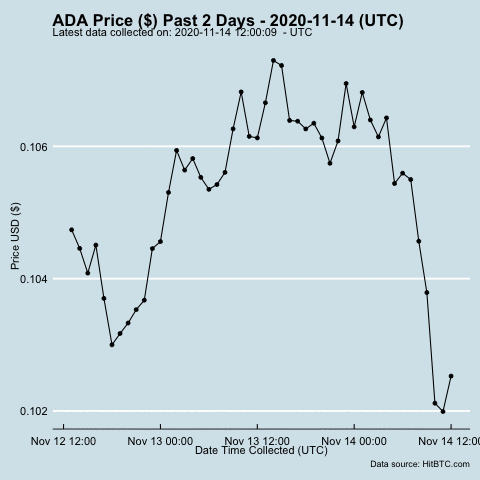 ADA Price ($) Past 2 Days - 2020-11-14 (UTC)
Latest data collected on: 2020-11-14 12:00:09 - UTC
0.106
0.104
0.102
Price USD ($)
Nov 12 12:00 Nov 13 00:00 Nov 13 12:00 Nov 14 00:00 Nov 14 12:00
Date Time Collected (UTC)
Data source: HitBTC.com